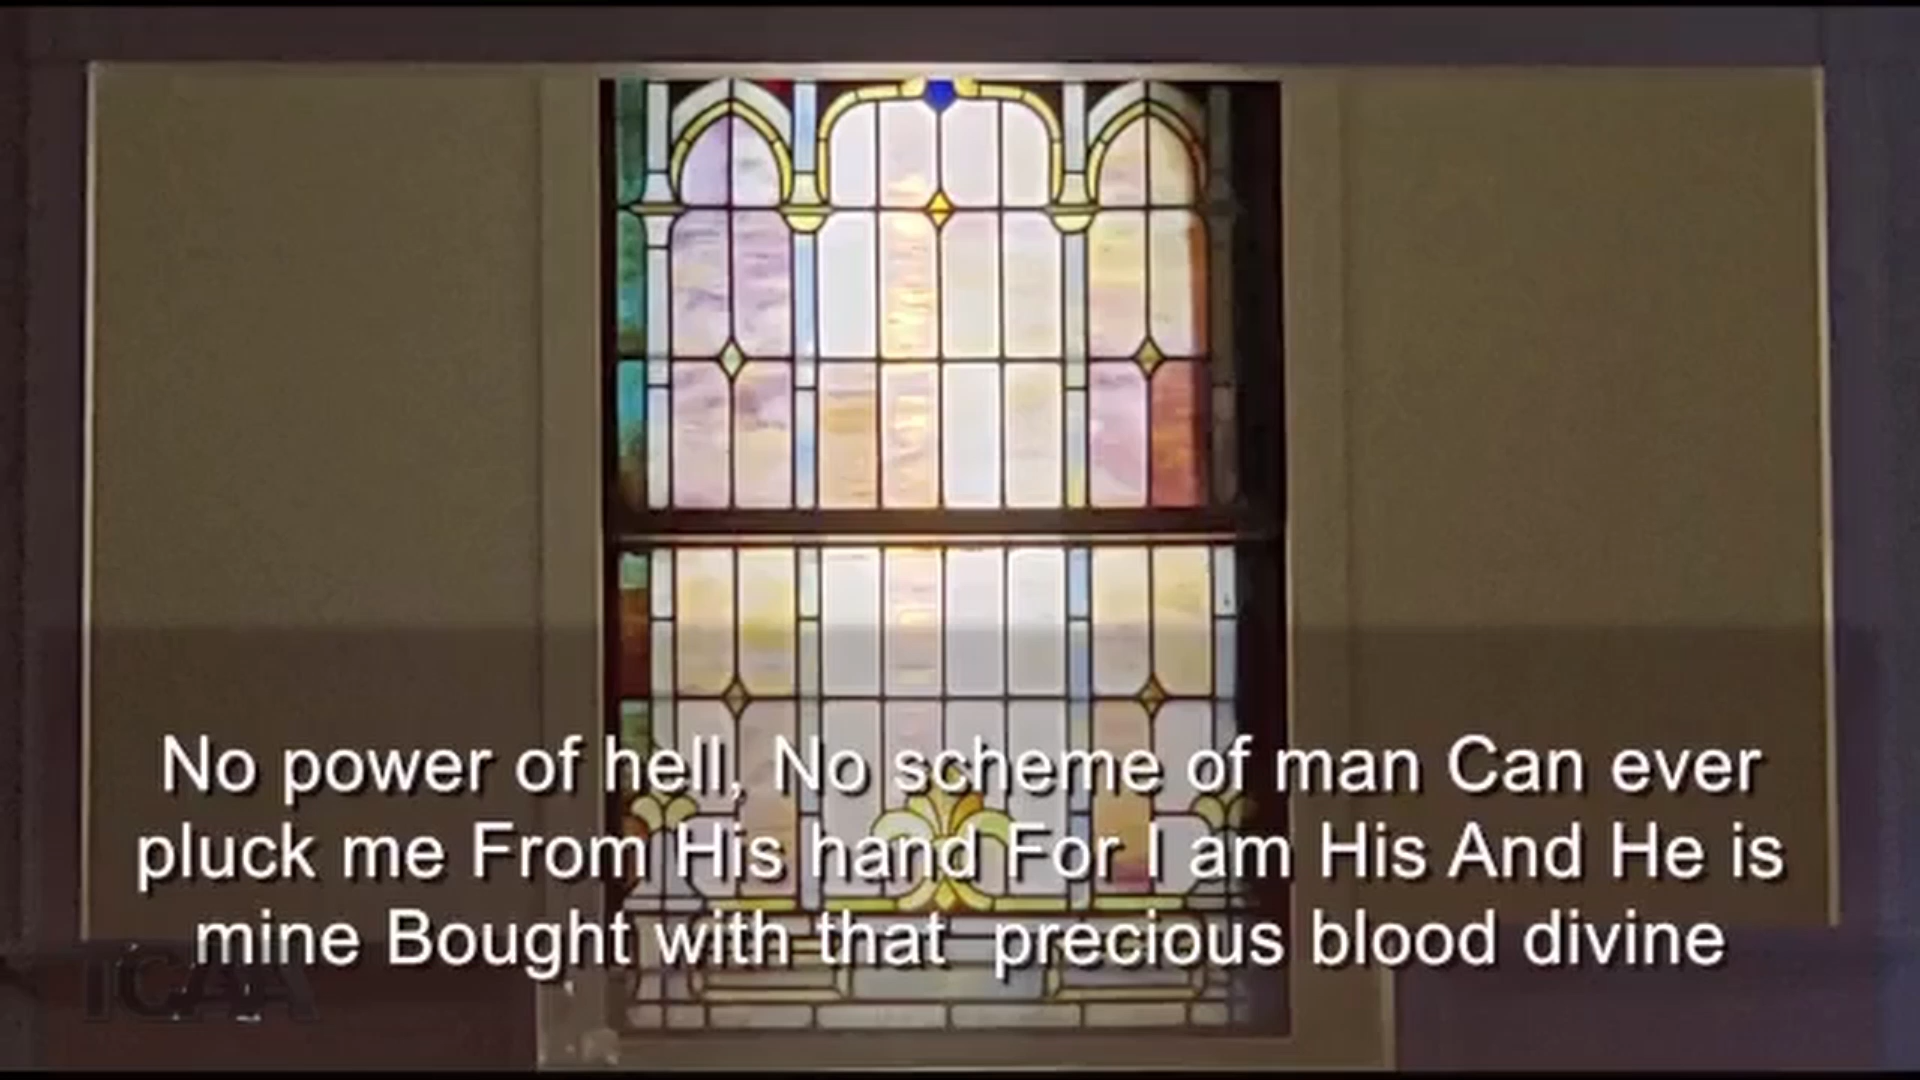 No power of hell, No scheme of man Can ever
pluck me From His hand For I am His And He is
mine Bought with that  precious blood divine
TCAA